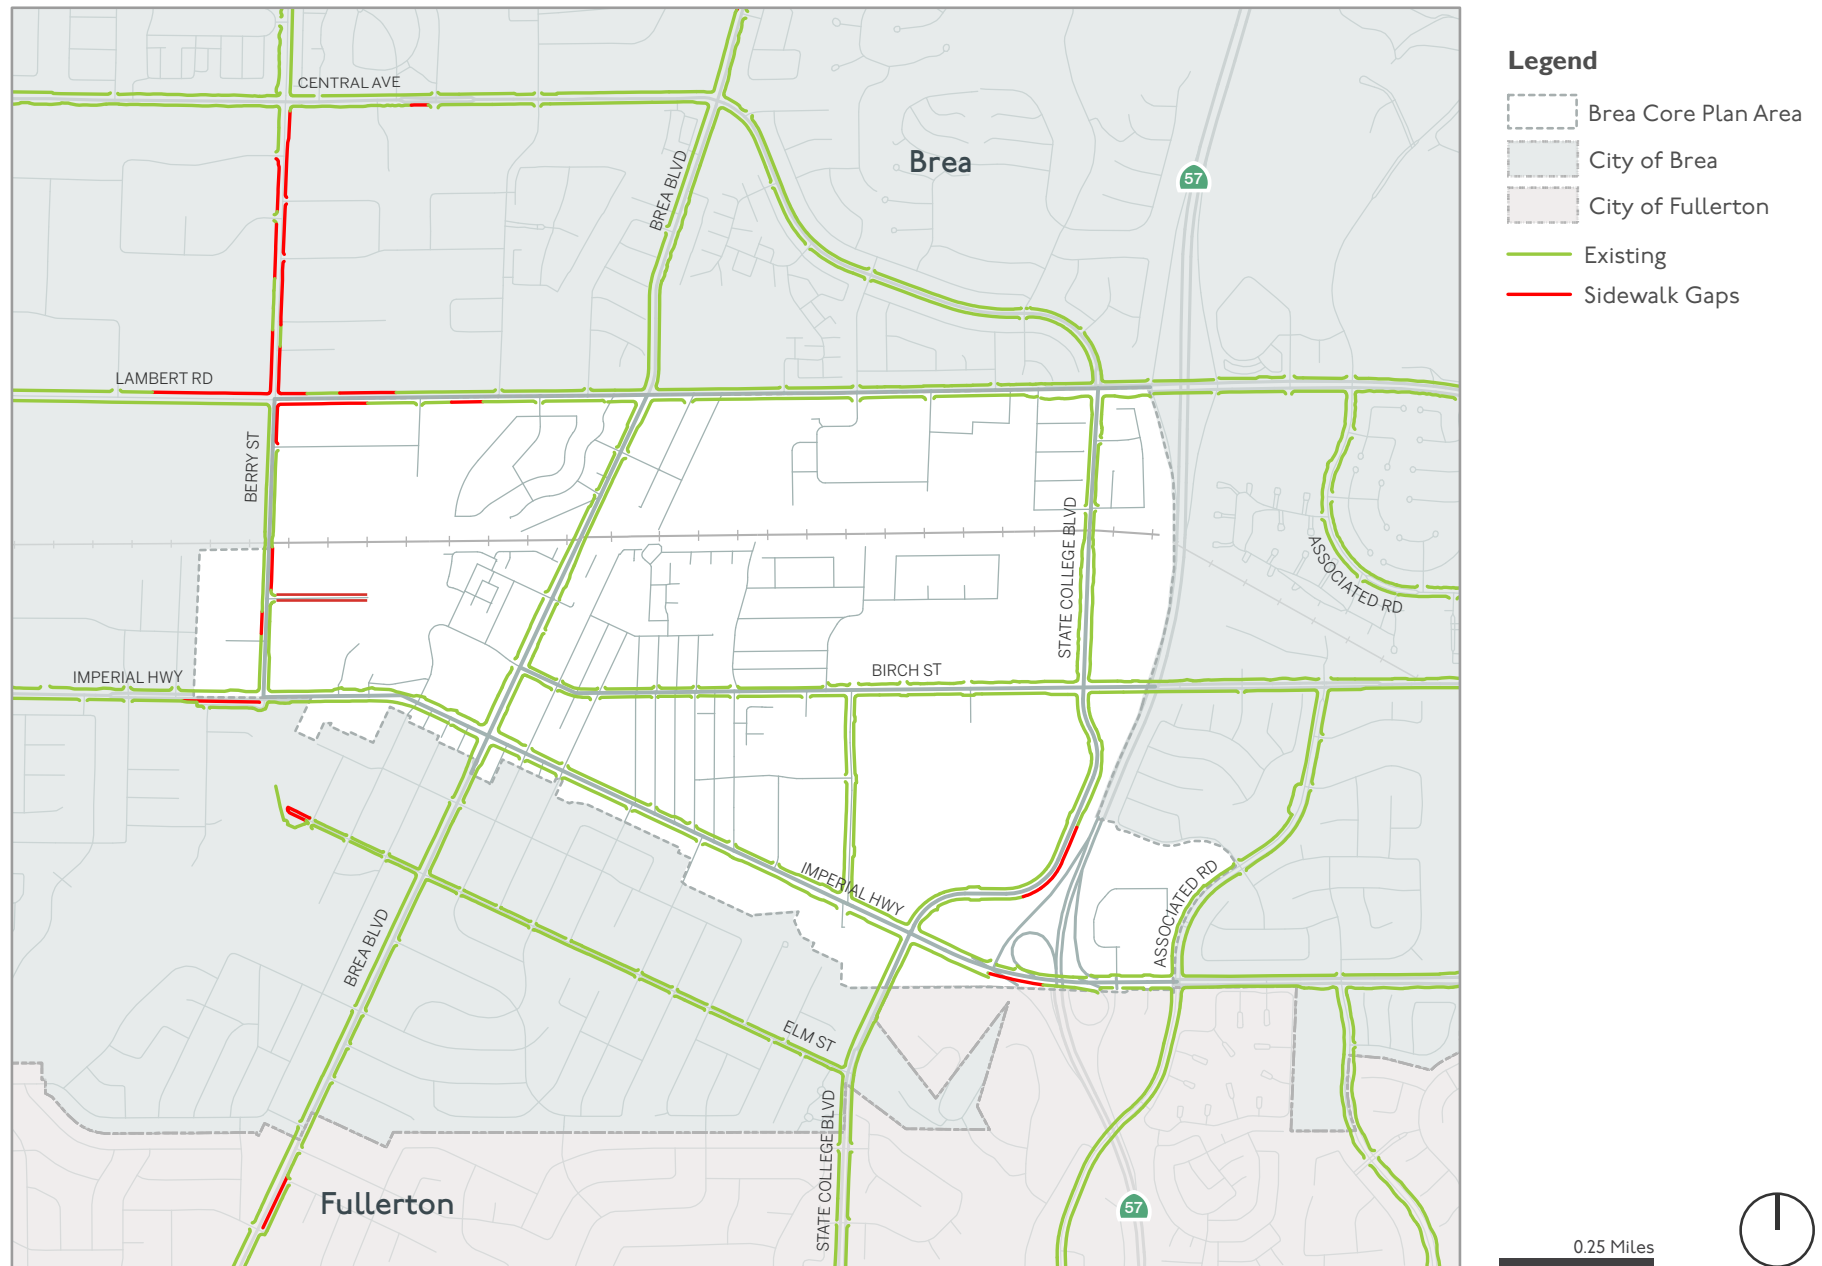 CENTRAL AVE
Brea
BREA BLVD
57
LAMBERT RD
BERRY ST
STATE COLLEGE BLVD
ASSOCIATED RD
IMPERIAL HWY
BIRCH ST
IMPERIAL HWY
ASSOCIATED RD
BREA BLVD
ELM ST
STATE COLLEGE BLVD
Fullerton
57
Legend
Brea Core Plan Area
City of Brea
City of Fullerton
Existing
Sidewalk Gaps
0.25 Miles